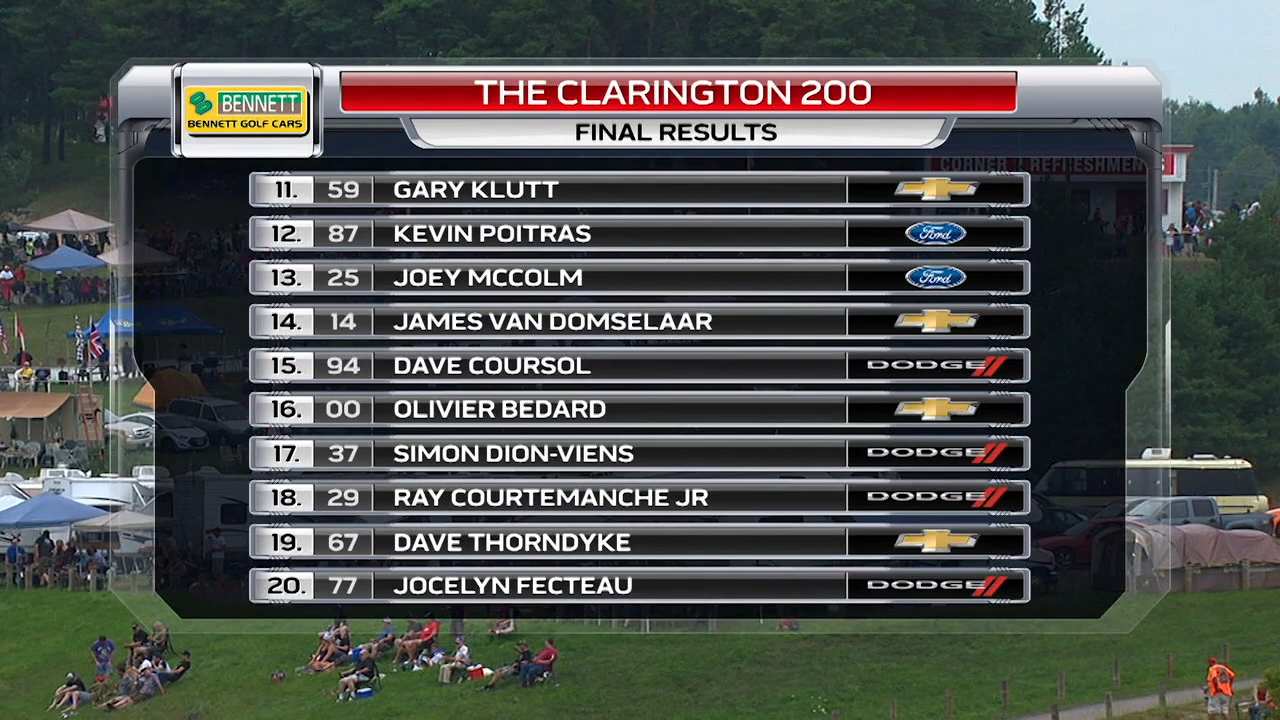 BENNETT
BENNETT GOLF CARS
THE CLARINGTON 200
FINAL RESULTS
CORNER 2 REFRESHMENTS
11. 59 GARY KLUTT
12. 87 KEVIN POITRAS Ford
13. 25 JOEY MCCOLM Ford
14. 14 JAMES VAN DOMSELAAR
15. 94 DAVE COURSOL DODGE
16. 00 OLIVIER BEDARD
17. 37 SIMON DION-VIENS DODGE
18. 29 RAY COURTEMANCHE JR DODGE
19. 67 DAVE THORNDYKE
20. 77 JOCELYN FECTEAU DODGE